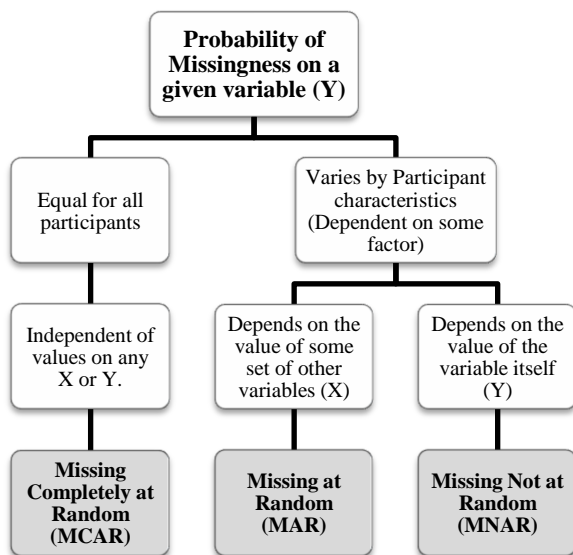 Probability of
Missingness on a
given variable (Y)
Equal for all
participants
Varies by Participant
characteristics
(Dependent on some
factor)
Independent of
values on any
X or Y.
Depends on the
value of some
set of other
variables (X)
Depends on the
value of the
variable itself
(Y)
Missing
Completely at
Random
(MCAR)
Missing at
Random
(MAR)
Missing Not at
Random
(MNAR)